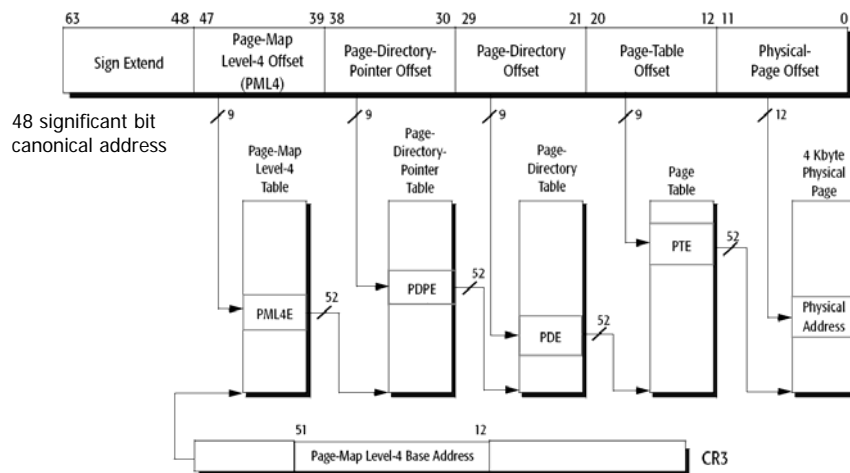 63 48 47 39 38 30 29 21 20 12 11 0
Sign Extend
Page-Map
Level-4 Offset
(PML4)
Page-Directory-
Pointer Offset
Page-Directory
Offset
Page-Table
Offset
Physical-
Page Offset
9 9 9 9 12
48 significant bit
canonical address
Page-Map
Level-4
Table
Page-
Directory-
Pointer
Table
Page-
Directory
Table
Page
Table
4 Kbyte
Physical
Page
PTE
52
PDPE
52
PML4E
52
PDE
52
Physical
Address
51 12
Page-Map Level-4 Base Address
CR3